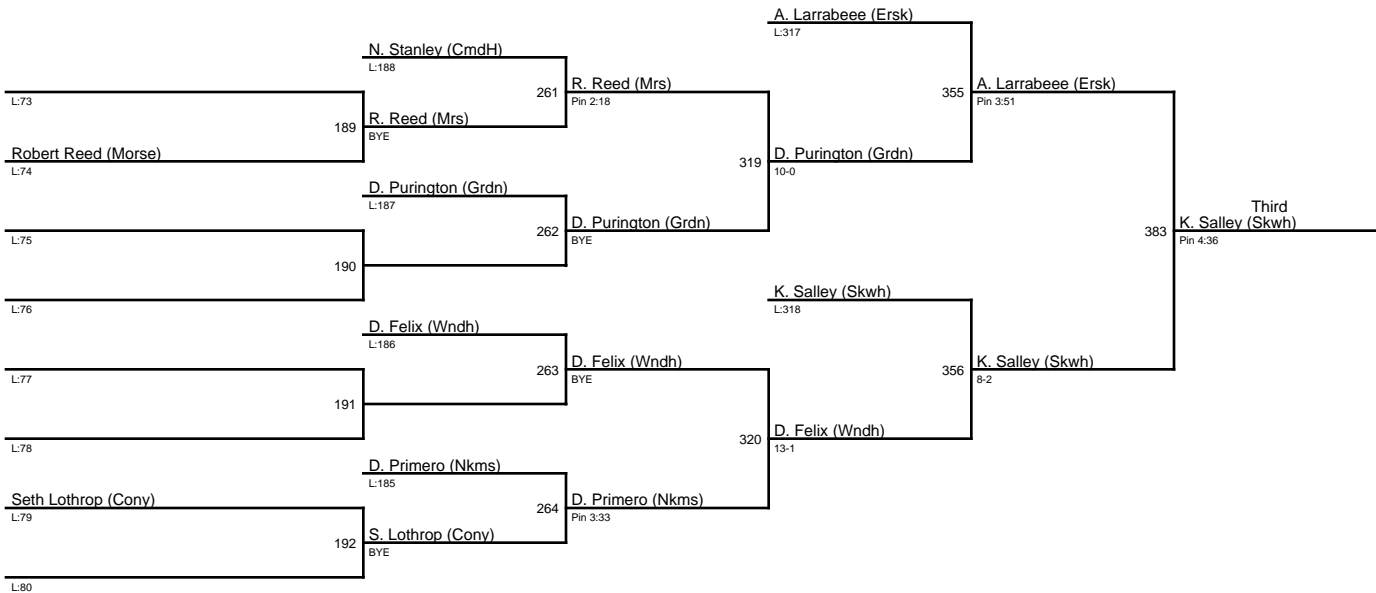 A. Larrabeee (Ersk)
L:317
N. Stanley (CmdH)
L:188
261
R. Reed (Mrs)
Pin 2:18
355
A. Larrabeee (Ersk)
Pin 3:51
L:73
189
R. Reed (Mrs)
BYE
Robert Reed (Morse)
L:74
319
D. Purington (Grdn)
10-0
D. Purington (Grdn)
L:187
262
D. Purington (Grdn)
BYE
L:75
190
L:76
Third
383
K. Salley (Skwh)
Pin 4:36
K. Salley (Skwh)
L:318
D. Felix (Wndh)
L:186
263
D. Felix (Wndh)
BYE
356
K. Salley (Skwh)
8-2
L:77
191
L:78
320
D. Felix (Wndh)
13-1
D. Primero (Nkms)
L:185
264
D. Primero (Nkms)
Pin 3:33
Seth Lothrop (Cony)
L:79
192
S. Lothrop (Cony)
BYE
L:80